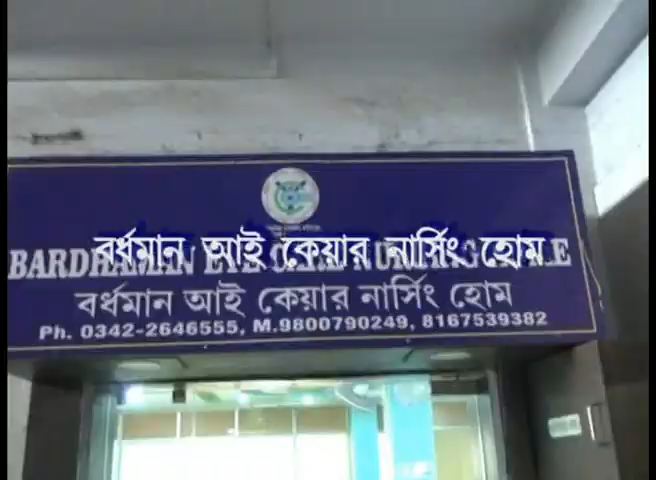 বর্ধমান আই কেয়ার নার্সিং হোম
BARDHAMAN EYE CARE NURSING HOME
বর্ধমান আই কেয়ার নার্সিং হোম
Ph. 0342-2646555, M.9800790249, 8167539382